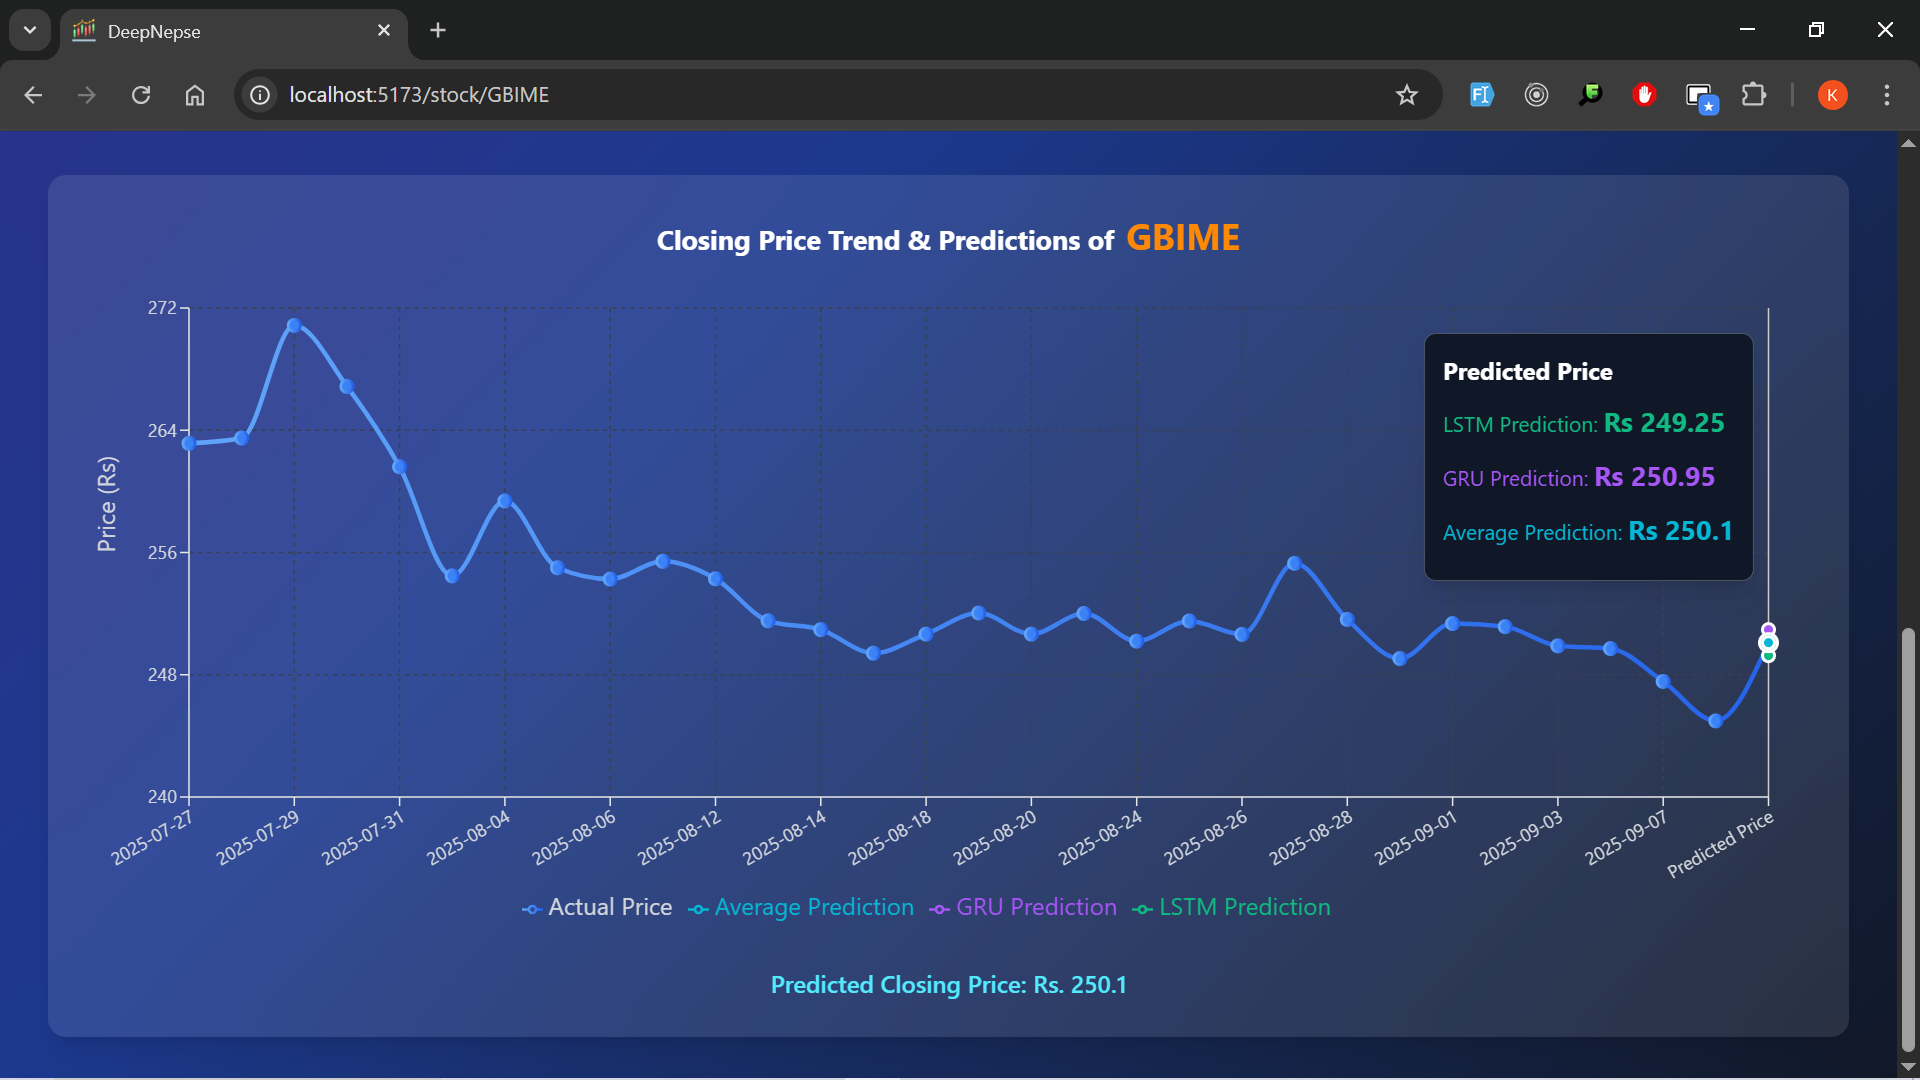 DeepNepse
localhost:5173/stock/GBIME
K
Closing Price Trend & Predictions of GBIME
272
264
256
248
240
Price (Rs)
Predicted Price
LSTM Prediction: Rs 249.25
GRU Prediction: Rs 250.95
Average Prediction: Rs 250.1
2025-07-27
2025-07-29
2025-07-31
2025-08-04
2025-08-06
2025-08-12
2025-08-14
2025-08-18
2025-08-20
2025-08-24
2025-08-26
2025-08-28
2025-09-01
2025-09-03
2025-09-07
Predicted Price
Actual Price Average Prediction GRU Prediction LSTM Prediction
Predicted Closing Price: Rs. 250.1